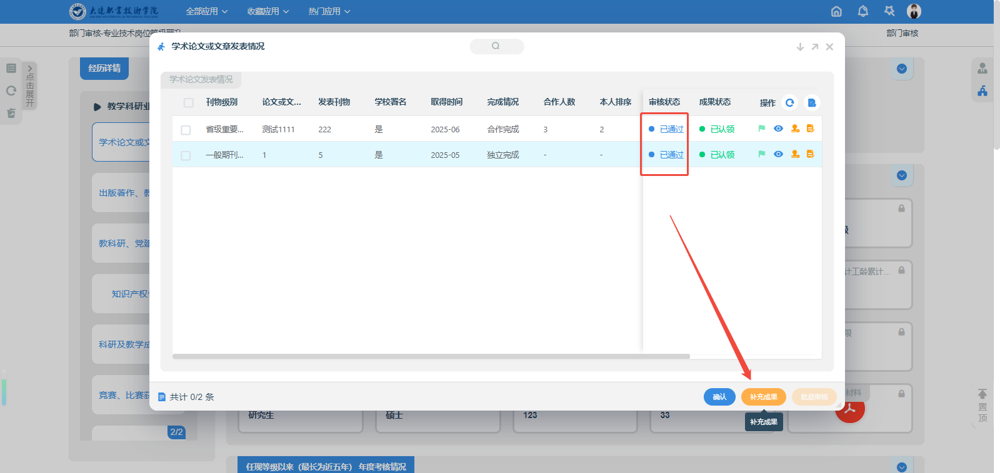 大连职业技术学院
全部应用
收藏应用
热门应用
部门审核-专业技术岗位等级晋升
部门审核
学术论文或文章发表情况
经历详情
点击展开
学术论文发表情况
教学科研业
刊物级别 论文或文... 发表刊物 学校署名 取得时间 完成情况 合作人数 本人排序 审核状态 成果状态 操作
省级重要... 测试1111 222 是 2025-06 合作完成 3 2 已通过 已认领
一般期刊... 1 5 是 2025-05 独立完成 - - 已通过 已认领
学术论文或文
出版著作、教
教科研、党建
知识产权
科研及教学成
竞赛、比赛获
2/2
计工龄累计...
限
材料
共计 0/2 条
确认
补充成果
批量审核
补充成果
研究生
硕士
123
33
置顶
任现等级以来（最长为近五年） 年度考核情况